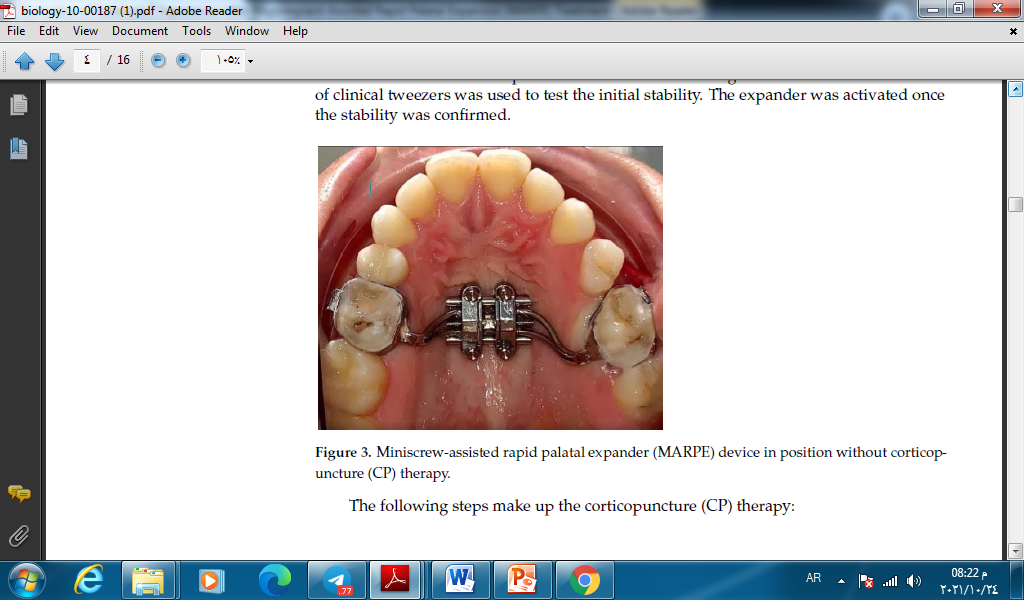 biology-10-00187 (1).pdf - Adobe Reader
File Edit View Document Tools Window Help
٤ / 16 ١٠٥%
of clinical tweezers was used to test the initial stability. The expander was activated once
the stability was confirmed.
Figure 3. Miniscrew-assisted rapid palatal expander (MARPE) device in position without corticop-
uncture (CP) therapy.
The following steps make up the corticopuncture (CP) therapy:
77
AR
08:22 م
٢٠٢١/١٠/٢٤